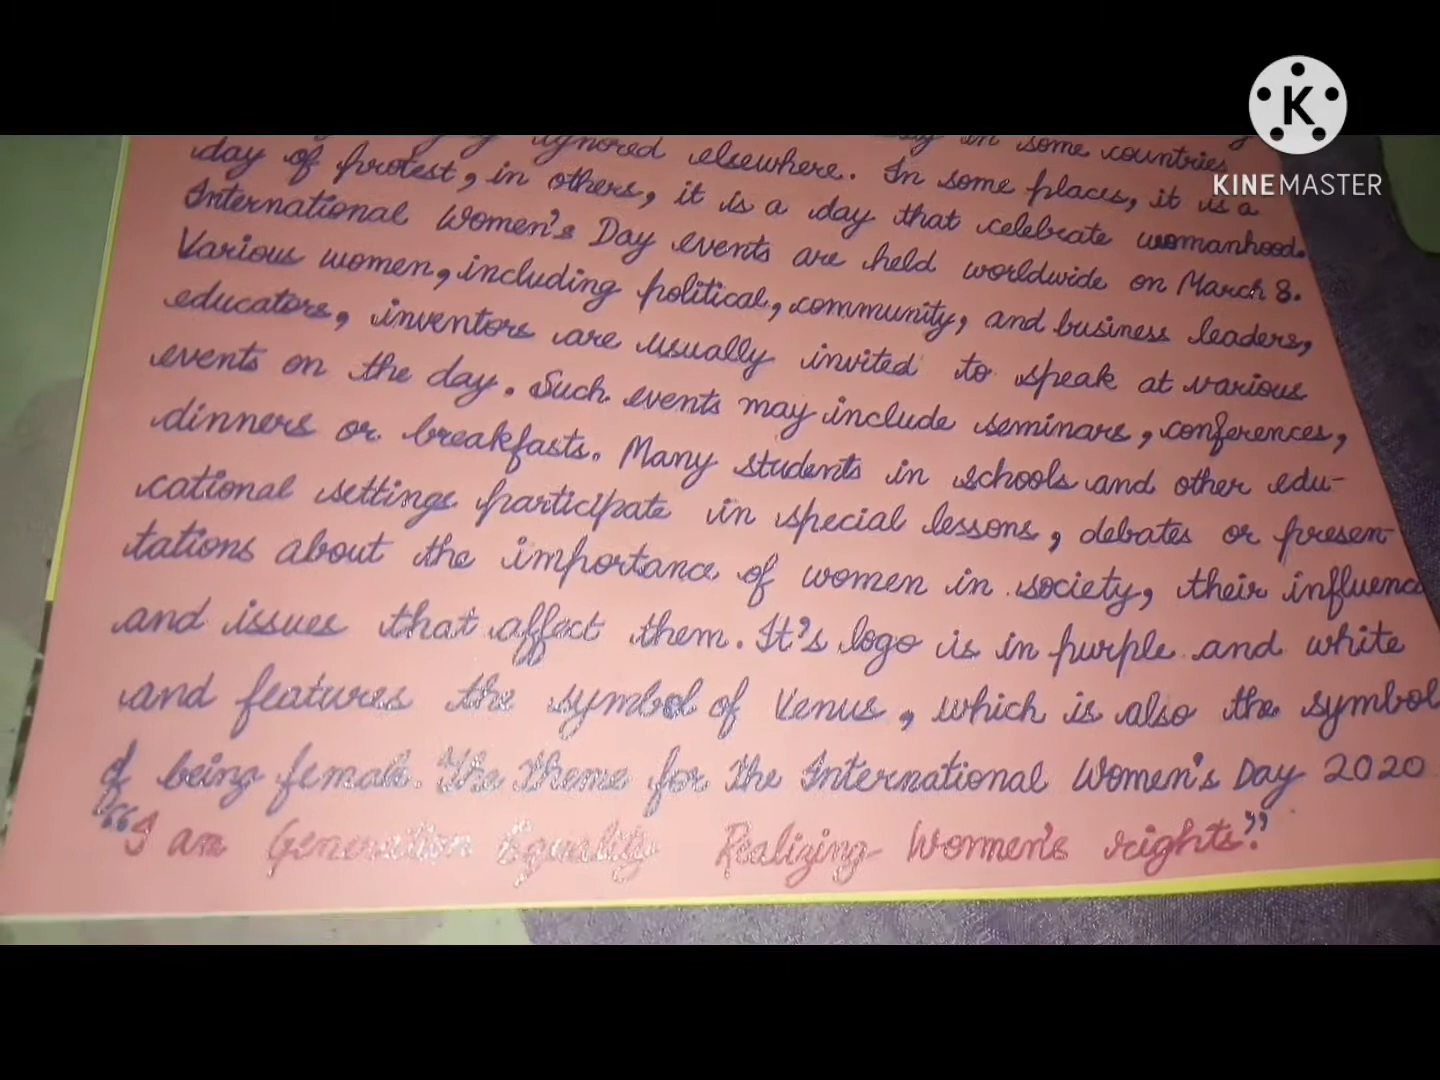 K
KINEMASTER
ignored elsewhere. In some countries
day of protest, in others, it is a day that celebrate womanhood.
In some places, it is a
International Women's Day events are held worldwide on March 8.
Various women, including political, community, and business leaders,
educators, inventors are usually invited to speak at various
events on the day. Such events may include seminars, conferences,
dinners or breakfasts. Many students in schools and other edu-
cational settings participate in special lessons, debates or presen-
tations about the importance of women in society, their influenc
and issues that affect them. It's logo is in purple and white
and features the symbol of Venus, which is also the symbol
of being female. The theme for the International Women's Day 2020
"I am Generation Equality Realizing Women's rights."